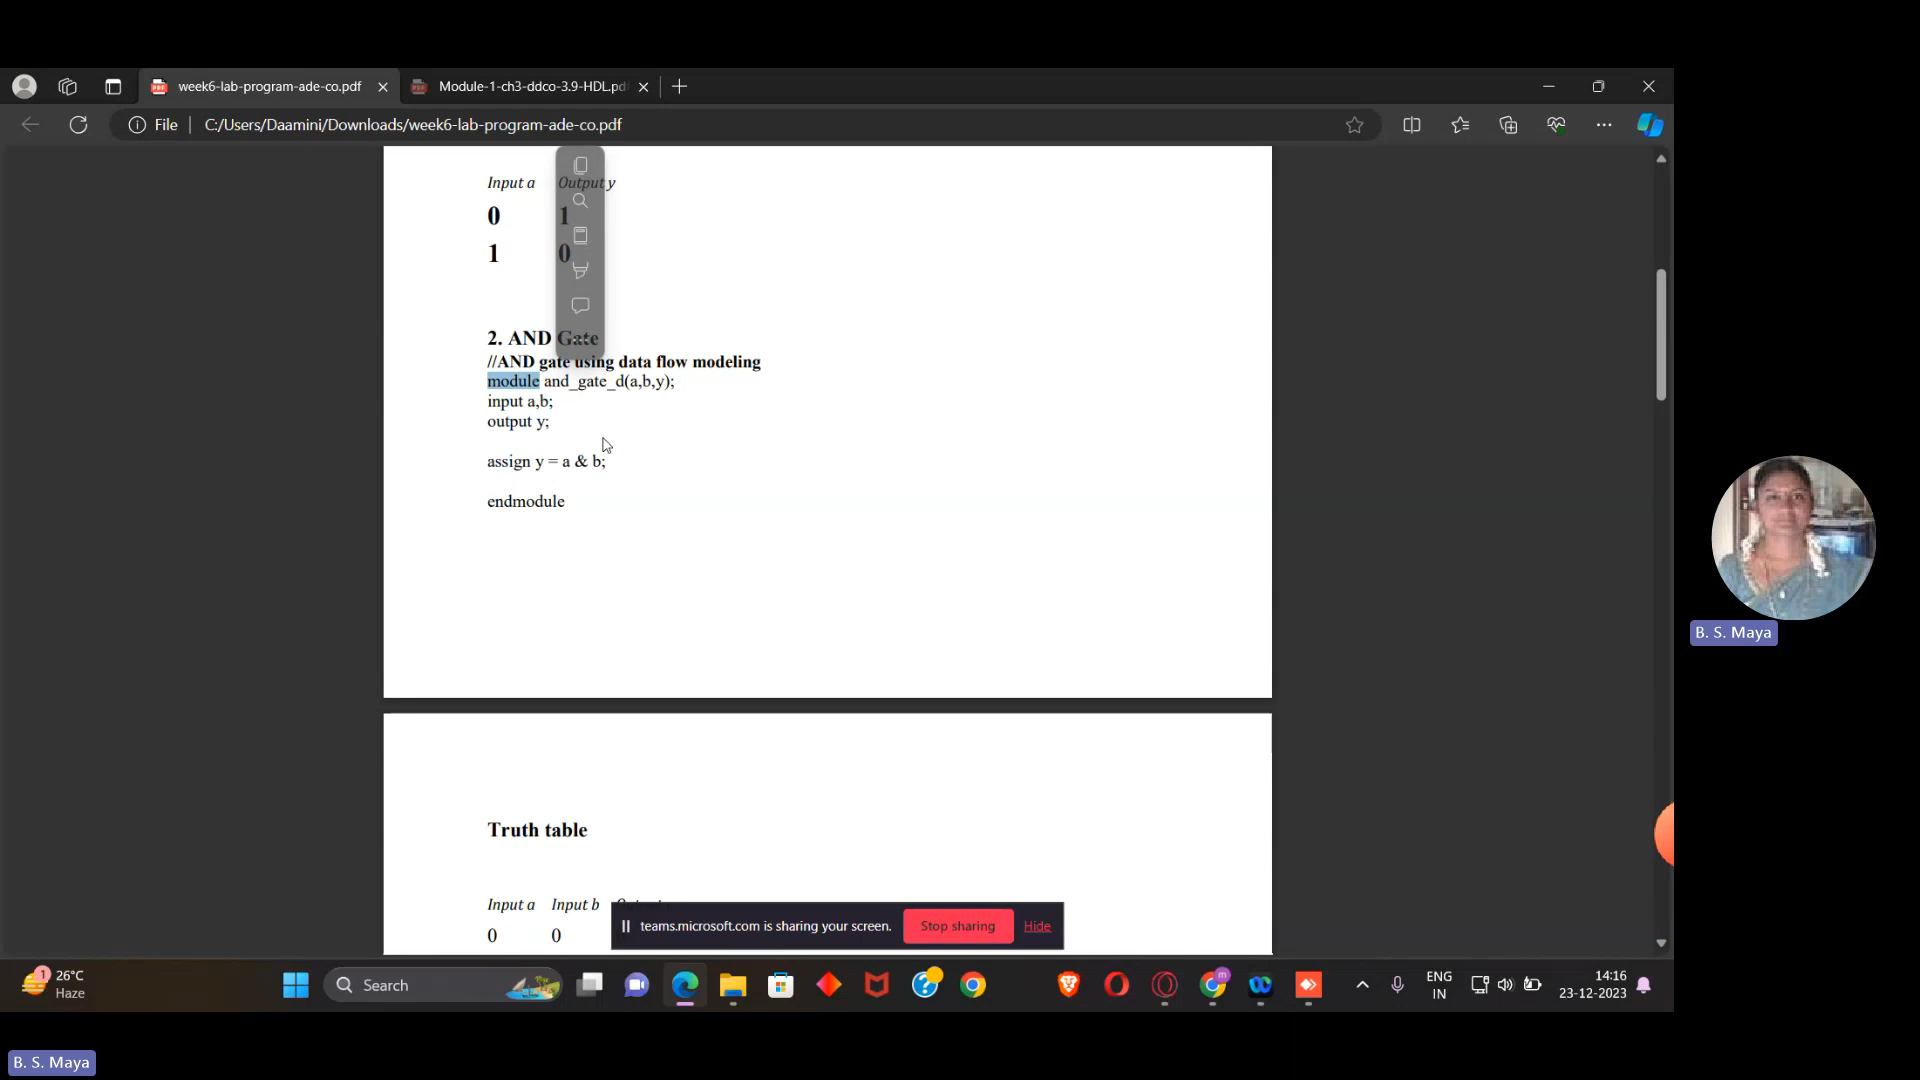 week6-lab-program-ade-co.pdf
Module-1-ch3-ddco-3.9-HDL.pd
File
C:/Users/Daamini/Downloads/week6-lab-program-ade-co.pdf
Input a Output y
0 1
1 0
2. AND Gate
//AND gate using data flow modeling
module and_gate_d(a,b,y);
input a,b;
output y;
assign y = a & b;
endmodule
B. S. Maya
Truth table
Input a Input b
0 0
teams.microsoft.com is sharing your screen.
Stop sharing
Hide
1
26°C
Haze
Search
ENG
IN
14:16
23-12-2023
B. S. Maya